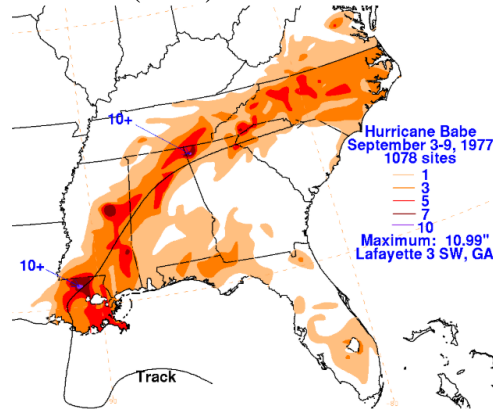 10+
Hurricane Babe
September 3-9, 1977
1078 sites
1
3
5
7
10
Maximum: 10.99"
Lafayette 3 SW, GA
10+
Track